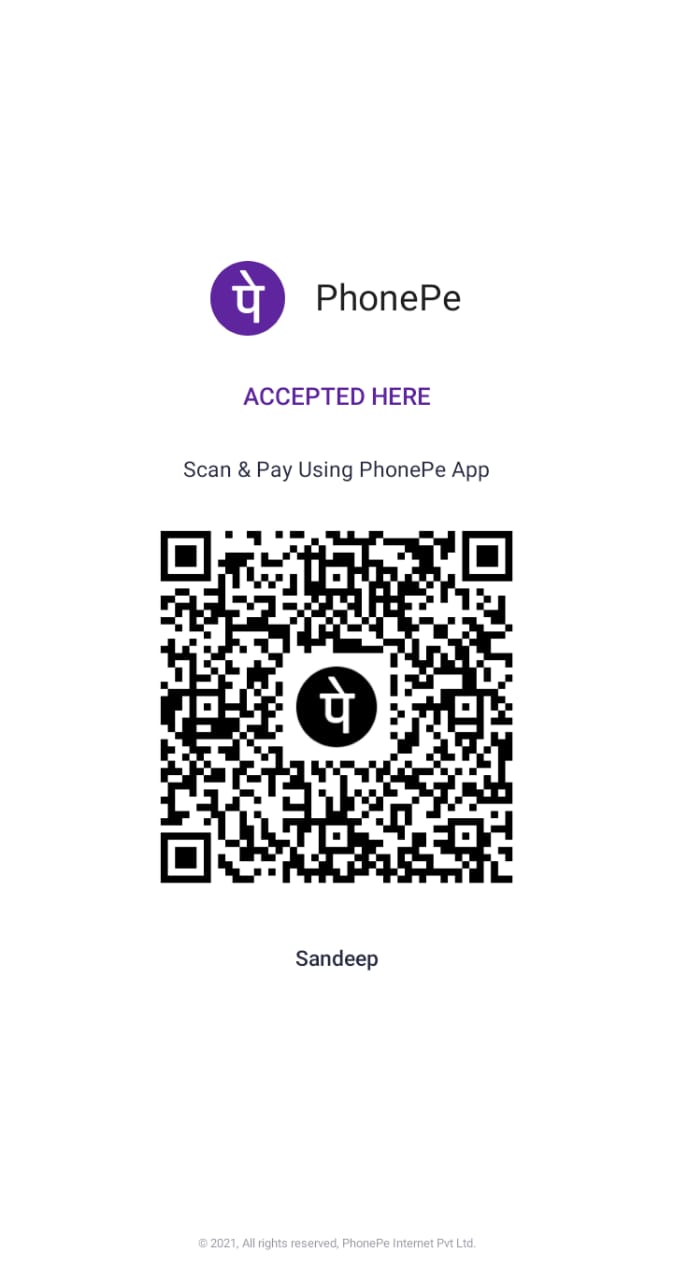 पे PhonePe
ACCEPTED HERE
Scan & Pay Using PhonePe App
पे
Sandeep
© 2021, All rights reserved, PhonePe Internet Pvt Ltd.